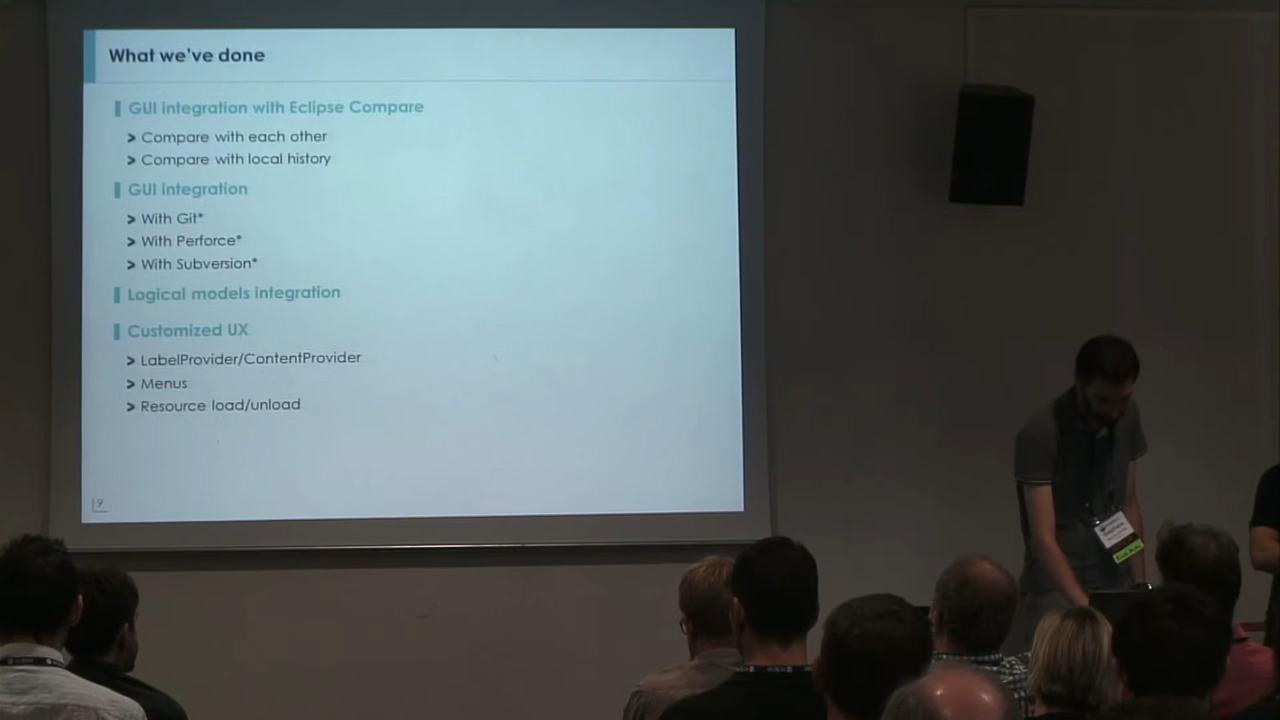 What we've done
GUI integration with Eclipse Compare
> Compare with each other
> Compare with local history
GUI integration
> With Git*
> With Perforce*
> With Subversion*
Logical models integration
Customized UX
> LabelProvider/ContentProvider
> Menus
> Resource load/unload
9